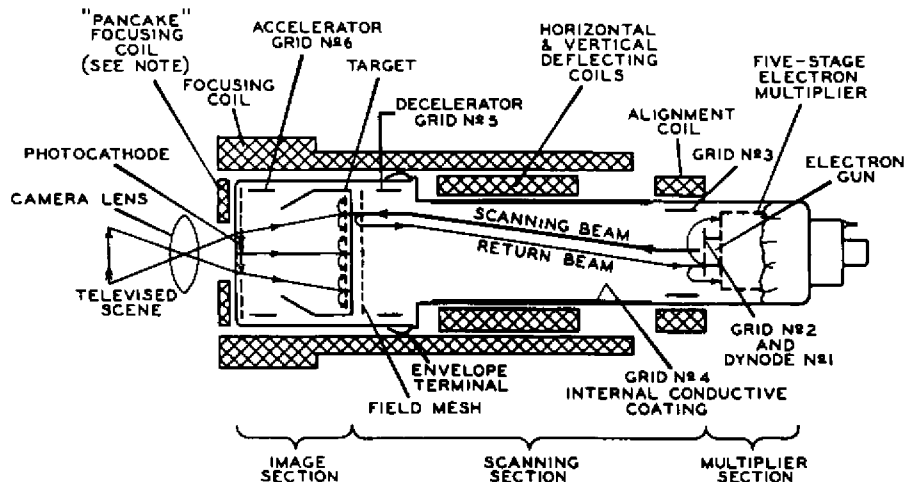 "PANCAKE"
FOCUSING
COIL
(SEE NOTE)
FOCUSING
COIL
ACCELERATOR
GRID Nº6
TARGET
DECELERATOR
GRID Nº5
HORIZONTAL
& VERTICAL
DEFLECTING
COILS
ALIGNMENT
COIL
GRID Nº3
FIVE-STAGE
ELECTRON
MULTIPLIER
ELECTRON
GUN
PHOTOCATHODE
CAMERA LENS
TELEVISED
SCENE
SCANNING BEAM
RETURN BEAM
ENVELOPE
TERMINAL
FIELD MESH
GRID Nº4
INTERNAL CONDUCTIVE
COATING
GRID Nº2
AND
DYNODE Nº1
IMAGE
SECTION
SCANNING
SECTION
MULTIPLIER
SECTION